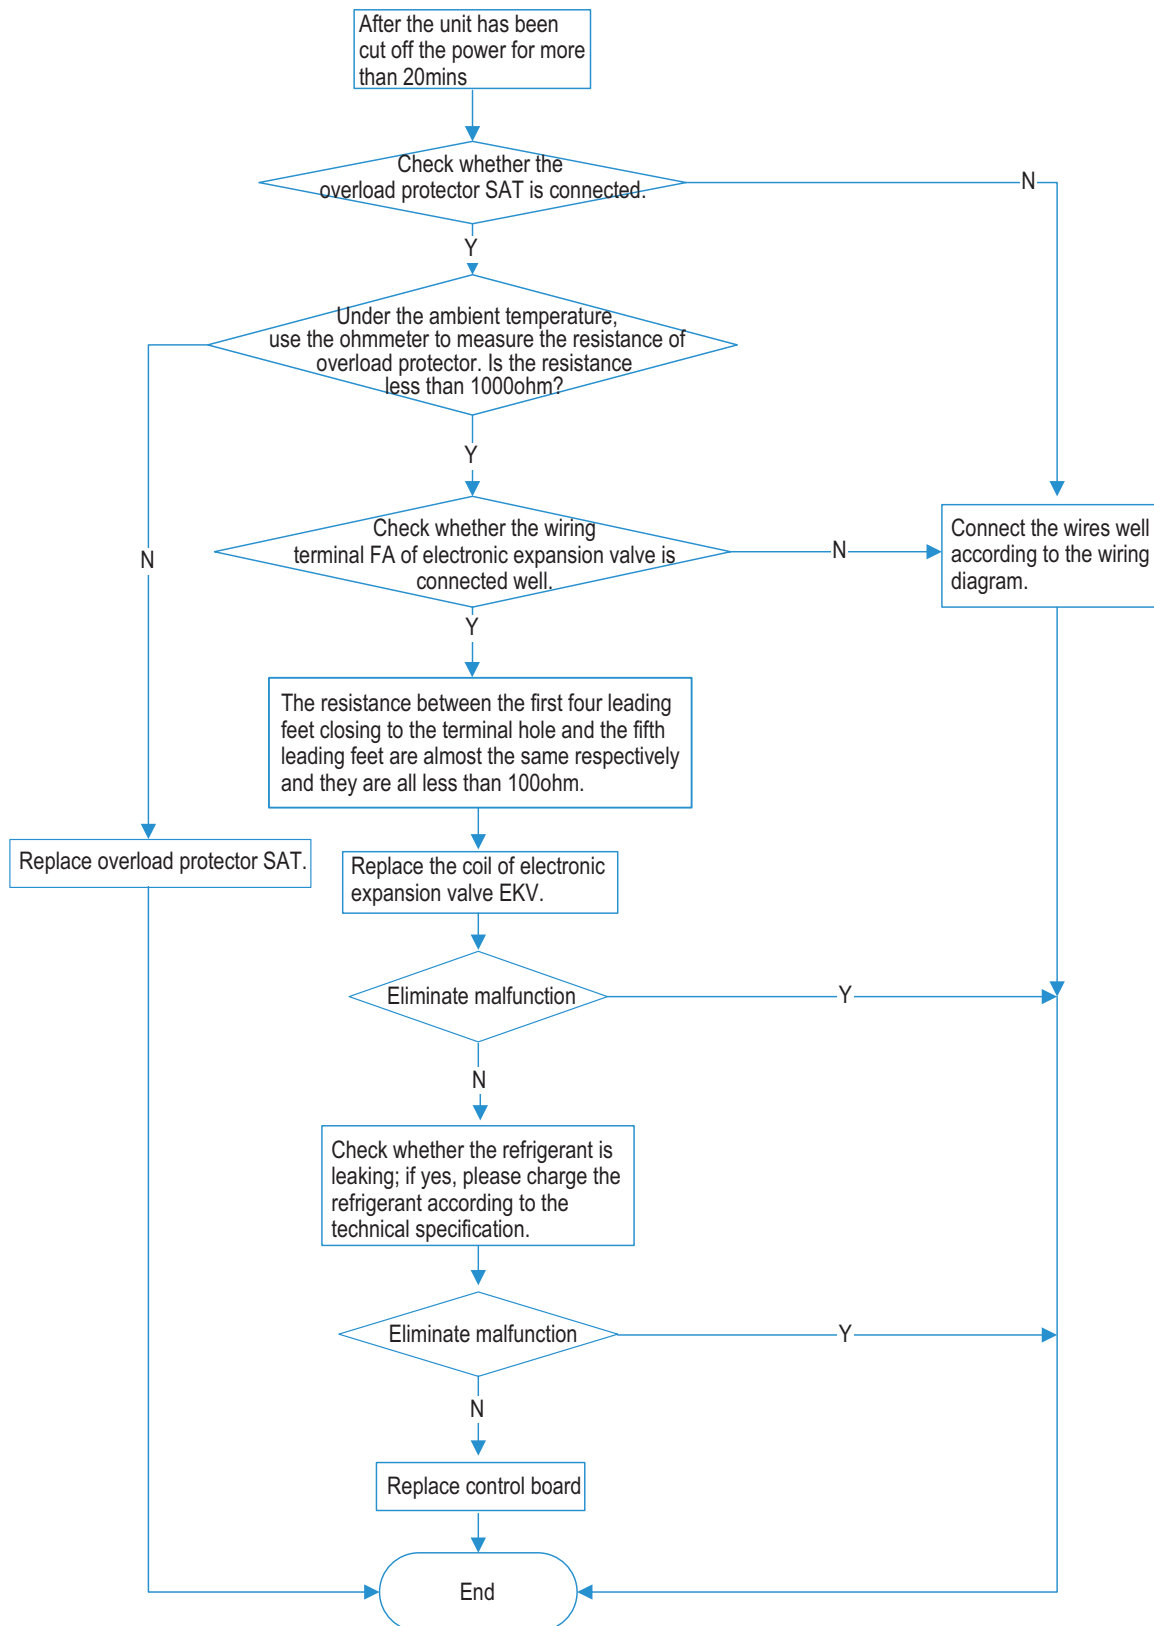 After the unit has been
cut off the power for more
than 20mins
Check whether the
overload protector SAT is connected.
N
Y
Under the ambient temperature,
use the ohmmeter to measure the resistance of
overload protector. Is the resistance
less than 1000ohm?
Y
N
Check whether the wiring
terminal FA of electronic expansion valve is
connected well.
N
Connect the wires well
according to the wiring
diagram.
Y
The resistance between the first four leading
feet closing to the terminal hole and the fifth
leading feet are almost the same respectively
and they are all less than 100ohm.
Replace overload protector SAT.
Replace the coil of electronic
expansion valve EKV.
Eliminate malfunction
Y
N
Check whether the refrigerant is
leaking; if yes, please charge the
refrigerant according to the
technical specification.
Eliminate malfunction
Y
N
Replace control board
End